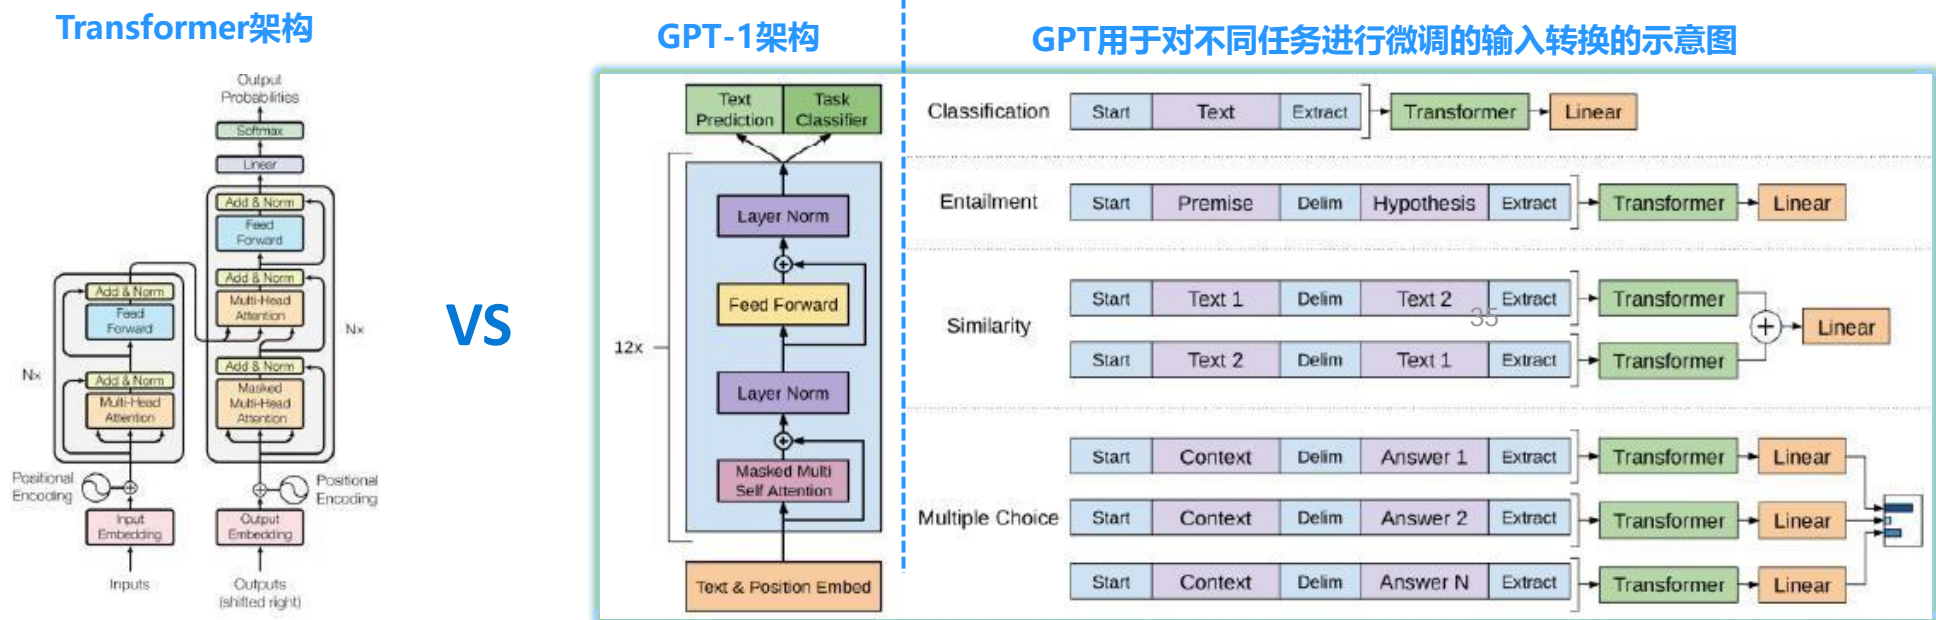 Transformer架构
Output
Probabilities
Softmax
Linear
Add & Norm
Feed
Forward
Add & Norm
Multi-Head
Attention
Add & Norm
Masked
Multi-Head
Attention
Nx
Add & Norm
Feed
Forward
Add & Norm
Multi-Head
Attention
Nx
Positional
Encoding
Positional
Encoding
Input
Embedding
Output
Embedding
Inputs
Outputs
(shifted right)
VS
GPT-1架构
Text
Prediction
Task
Classifier
Layer Norm
Feed Forward
12x
Layer Norm
Masked Multi
Self Attention
Text & Position Embed
GPT用于对不同任务进行微调的输入转换的示意图
Classification Start Text Extract Transformer Linear
Entailment Start Premise Delim Hypothesis Extract Transformer Linear
Similarity
Start Text 1 Delim Text 2 Extract Transformer
35
Linear
Start Text 2 Delim Text 1 Extract Transformer
Multiple Choice
Start Context Delim Answer 1 Extract Transformer Linear
Start Context Delim Answer 2 Extract Transformer Linear
Start Context Delim Answer N Extract Transformer Linear